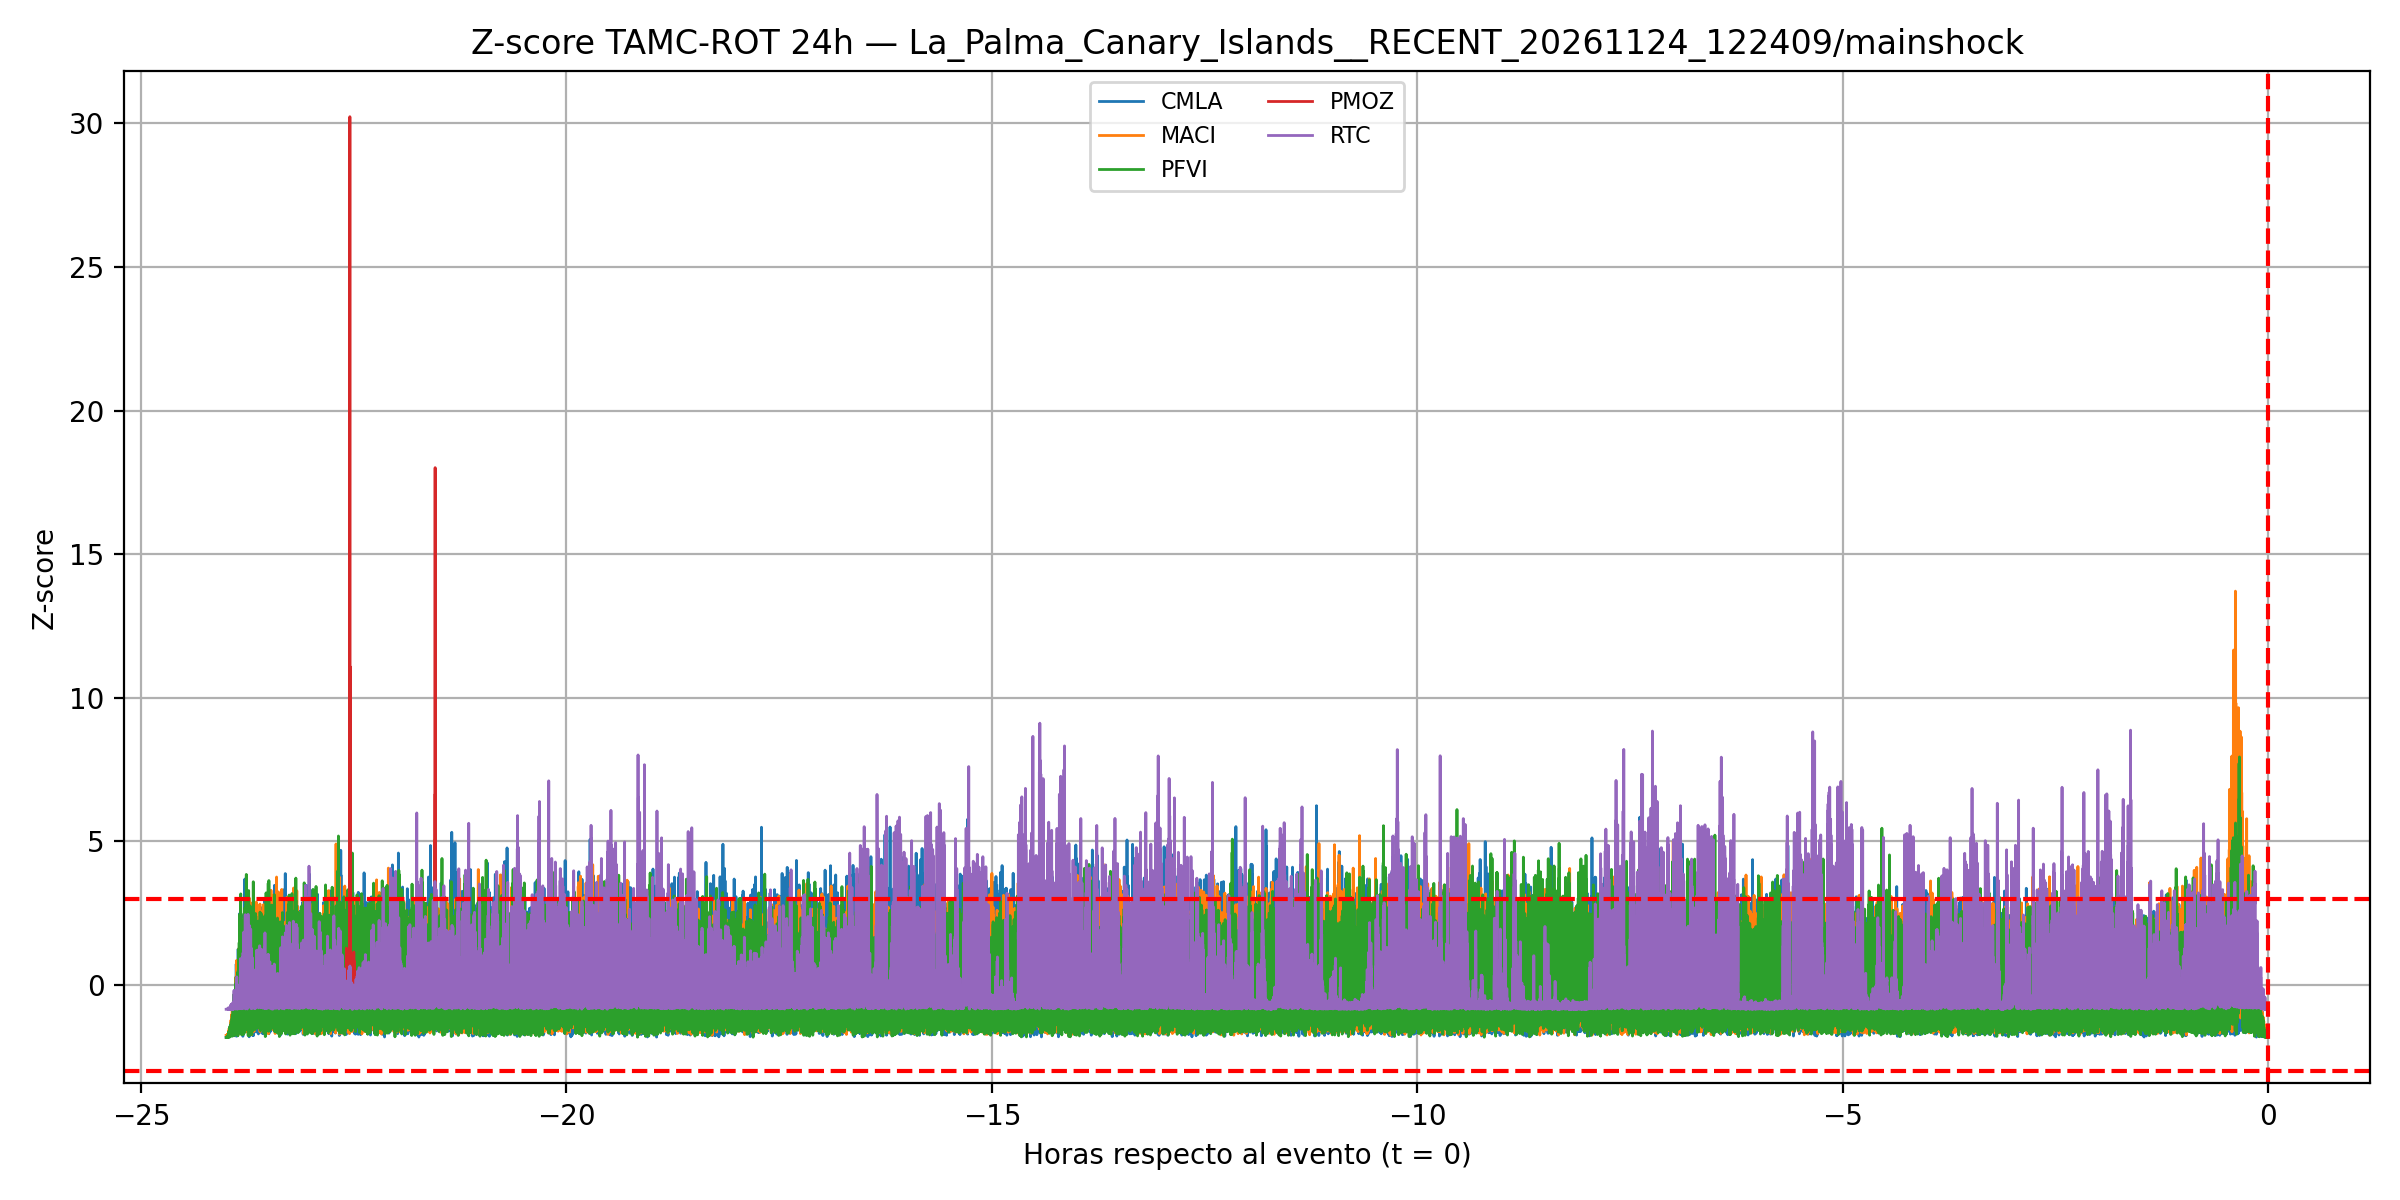 Z-score TAMC-ROT 24h — La_Palma_Canary_Islands__RECENT_20261124_122409/mainshock
CMLA
MACI
PFVI
PMOZ
RTC
Z-score
30
25
20
15
10
5
0
−25
−20
−15
−10
−5
0
Horas respecto al evento (t = 0)